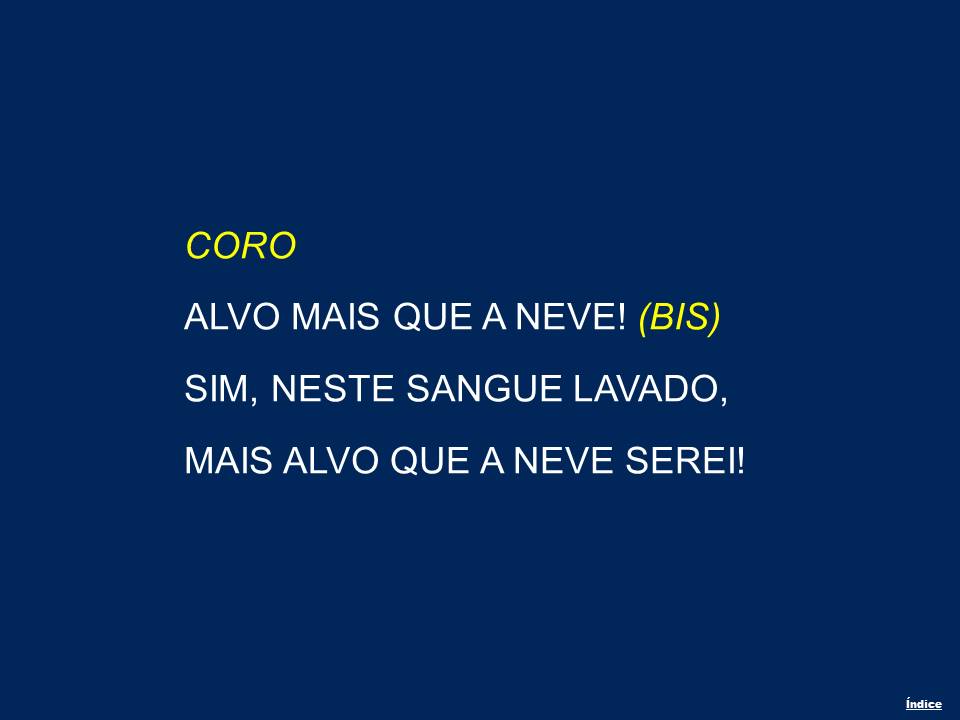 CORO
ALVO MAIS QUE A NEVE! (BIS)
SIM, NESTE SANGUE LAVADO,
MAIS ALVO QUE A NEVE SEREI!
Índice